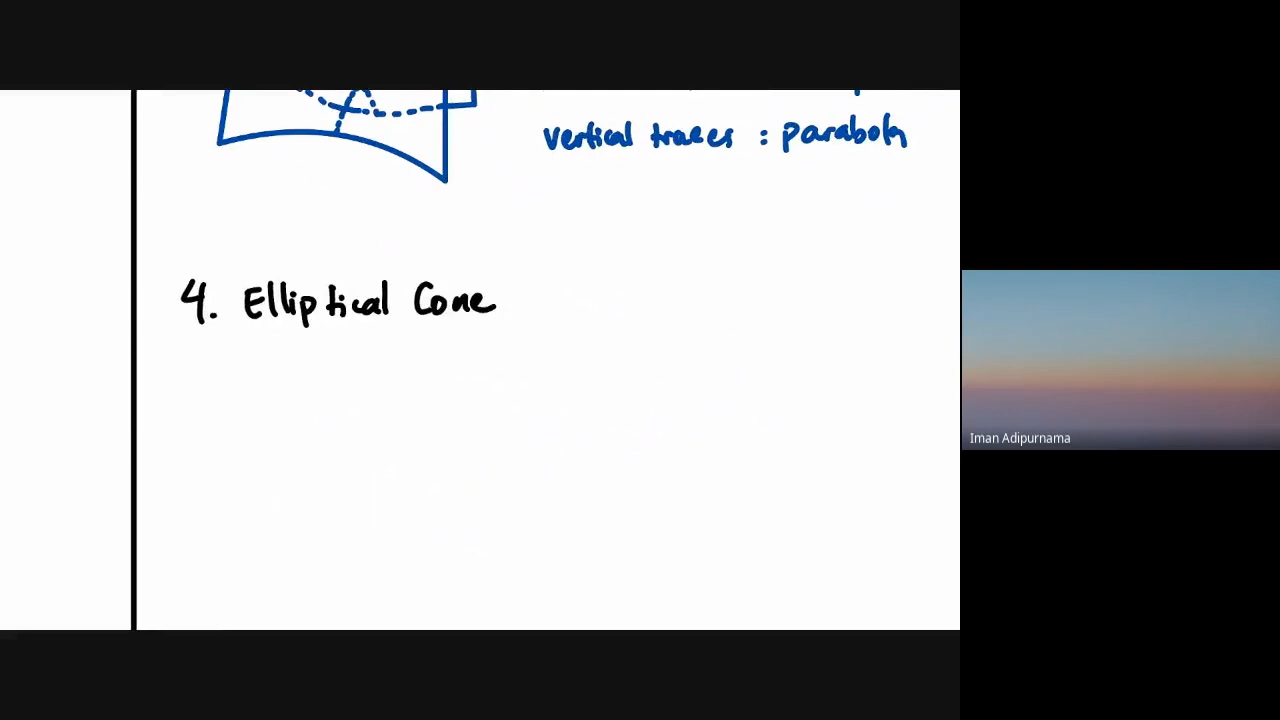 vertical traces : parabola
4. Elliptical Cone
Iman Adipurnama